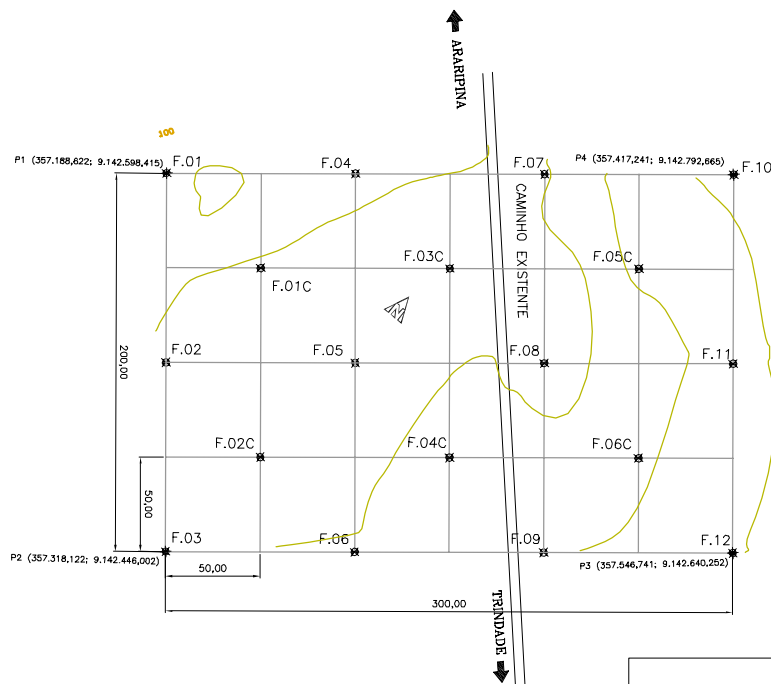 ARARIPINA
100
P1 (357.188,622; 9.142.598,415)
F.01
F.04
F.07
P4 (357.417,241; 9.142.792,665)
F.10
CAMINHO EXISTENTE
F.03C
F.05C
F.01C
F.02
F.05
F.08
F.11
200,00
F.02C
F.04C
F.06C
50,00
F.03
F.06
F.09
F.12
P2 (357.318,122; 9.142.446,002)
P3 (357.546,741; 9.142.640,252)
50,00
300,00
TRINDADE